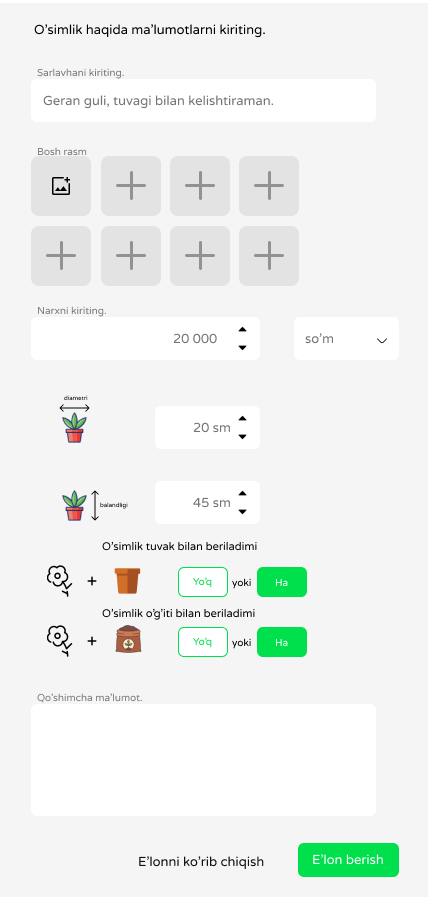 O'simlik haqida ma'lumotlarni kiriting.
Sarlavhani kiriting.
Geran guli, tuvagi bilan kelishtiraman.
Bosh rasm
Narxni kiriting.
20 000
so'm
diametri
20 sm
balandligi
45 sm
O'simlik tuvak bilan beriladimi
+
Yo'q yoki Ha
O'simlik o'g'iti bilan beriladimi
+
Yo'q yoki Ha
Qo'shimcha ma'lumot.
E'lonni ko'rib chiqish
E'lon berish